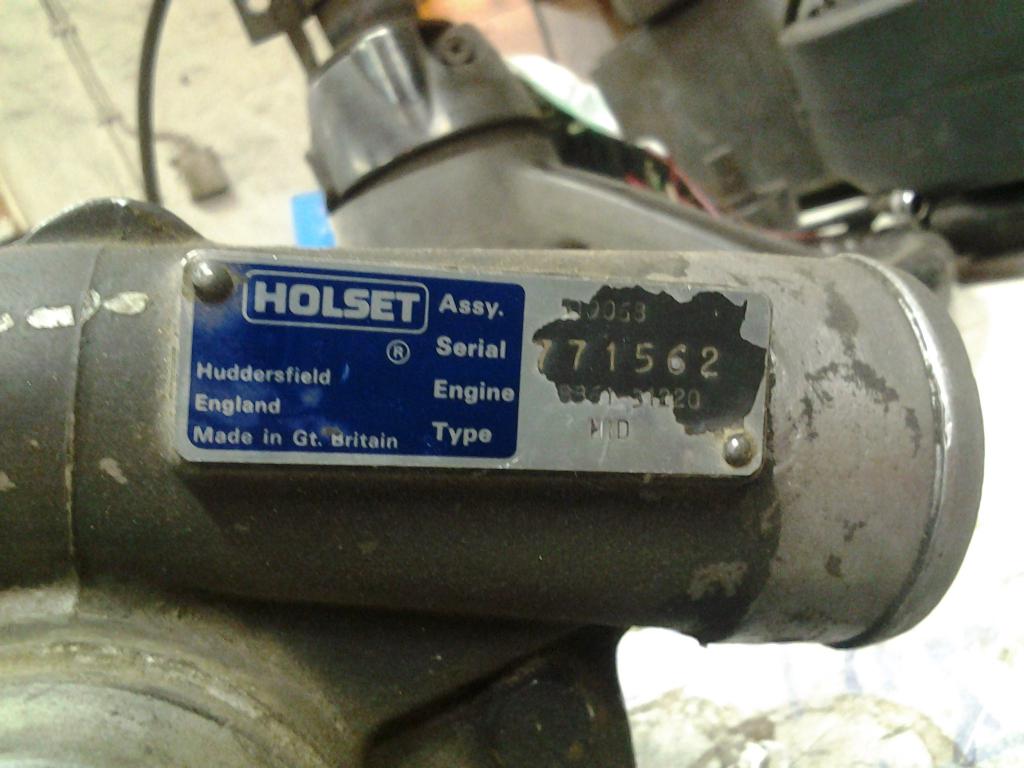 HOLSET
®
Huddersfield
England
Made in Gt. Britain
Assy.
Serial 771562
Engine
Type